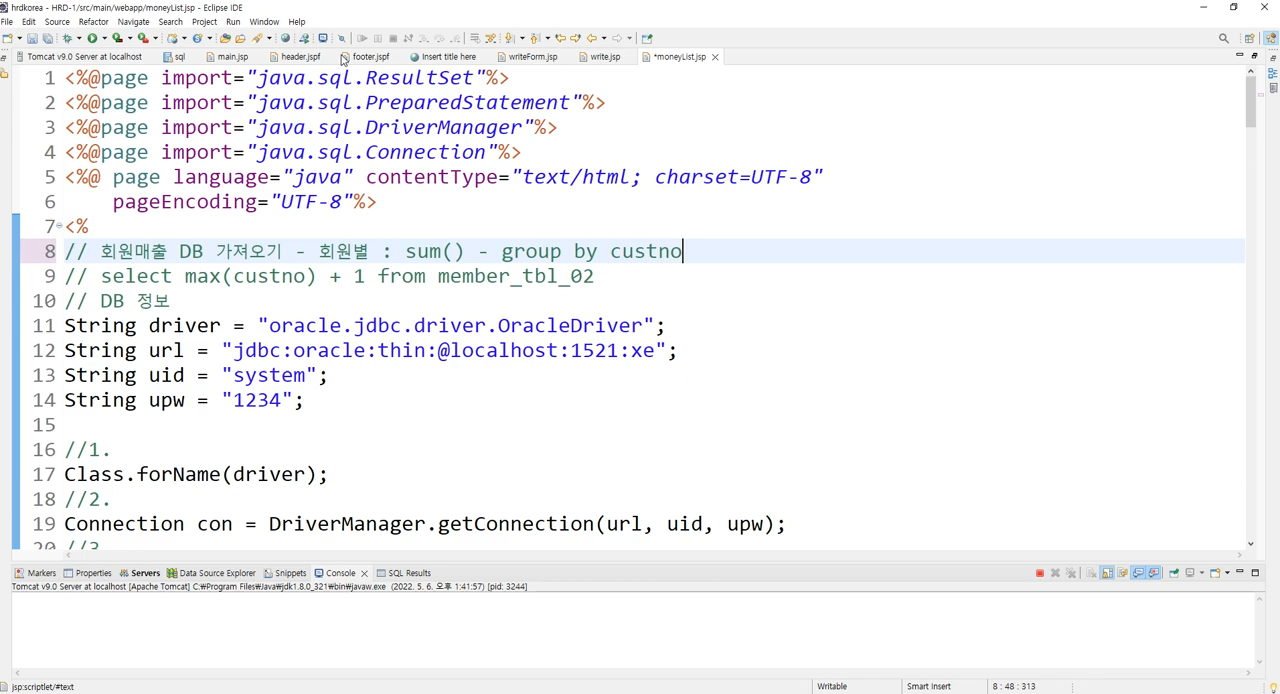 hrdkorea - HRD-1/src/main/webapp/moneyList.jsp - Eclipse IDE
File Edit Source Refactor Navigate Search Project Run Window Help
Tomcat v9.0 Server at localhost sql main.jsp header.jspf footer.jspf Insert title here writeForm.jsp write.jsp *moneyList.jsp
1 <%@page import="java.sql.ResultSet"%>
2 <%@page import="java.sql.PreparedStatement"%>
3 <%@page import="java.sql.DriverManager"%>
4 <%@page import="java.sql.Connection"%>
5 <%@ page language="java" contentType="text/html; charset=UTF-8"
6 pageEncoding="UTF-8"%>
7 <%
8 // 회원매출 DB 가져오기 - 회원별 : sum() - group by custno
9 // select max(custno) + 1 from member_tbl_02
10 // DB 정보
11 String driver = "oracle.jdbc.driver.OracleDriver";
12 String url = "jdbc:oracle:thin:@localhost:1521:xe";
13 String uid = "system";
14 String upw = "1234";
15
16 //1.
17 Class.forName(driver);
18 //2.
19 Connection con = DriverManager.getConnection(url, uid, upw);
20 //3
Markers Properties Servers Data Source Explorer Snippets Console SQL Results
Tomcat v9.0 Server at localhost [Apache Tomcat] C:₩Program Files₩Java₩jdk1.8.0_321₩bin₩javaw.exe (2022. 5. 6. 오후 1:41:57) [pid: 3244]
jsp:scriptlet/#text Writable Smart Insert 8 : 48 : 313